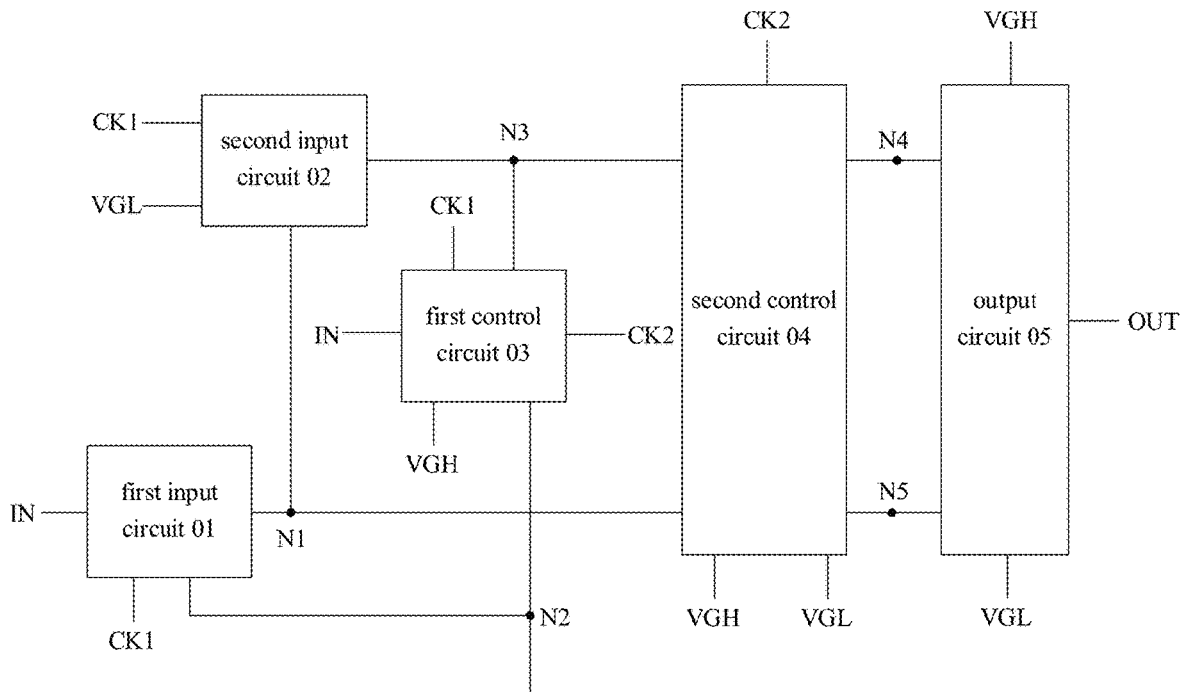 CK2
VGH
CK1
second input
circuit 02
VGL
N3
N4
CK1
IN
first control
circuit 03
CK2
second control
circuit 04
output
circuit 05
OUT
VGH
IN
first input
circuit 01
N1
N5
CK1
N2
VGH
VGL
VGL